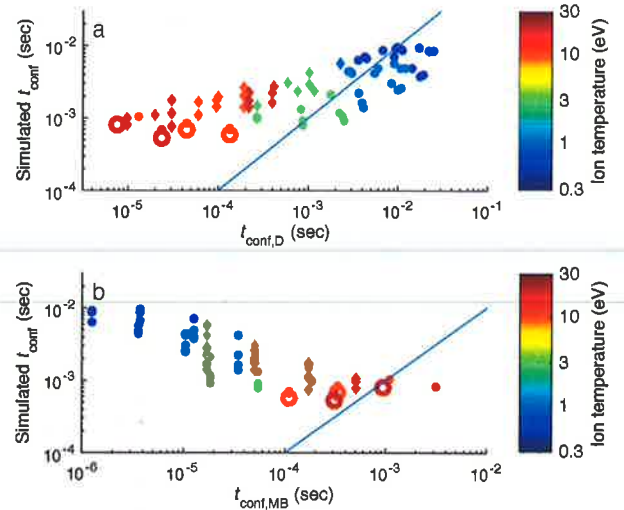 a
Simulated t_conf (sec)
10^-2
10^-3
10^-4
10^-5 10^-4 10^-3 10^-2 10^-1
t_conf,D (sec)
30
10
3
1
0.3
Ion temperature (eV)
b
Simulated t_conf (sec)
10^-2
10^-3
10^-4
10^-6 10^-5 10^-4 10^-3 10^-2
t_conf,MB (sec)
30
10
3
1
0.3
Ion temperature (eV)